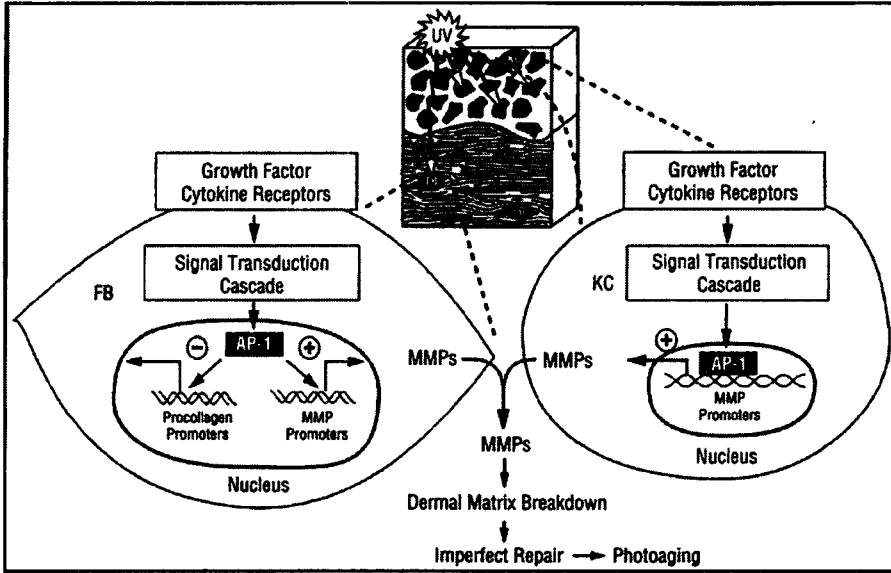 UV
Growth Factor
Cytokine Receptors
Signal Transduction
Cascade
FB
AP-1
−
+
Procollagen
Promoters
MMP
Promoters
Nucleus
Growth Factor
Cytokine Receptors
Signal Transduction
Cascade
KC
+
AP-1
MMP
Promoters
Nucleus
MMPs
MMPs
MMPs
Dermal Matrix Breakdown
Imperfect Repair
Photoaging